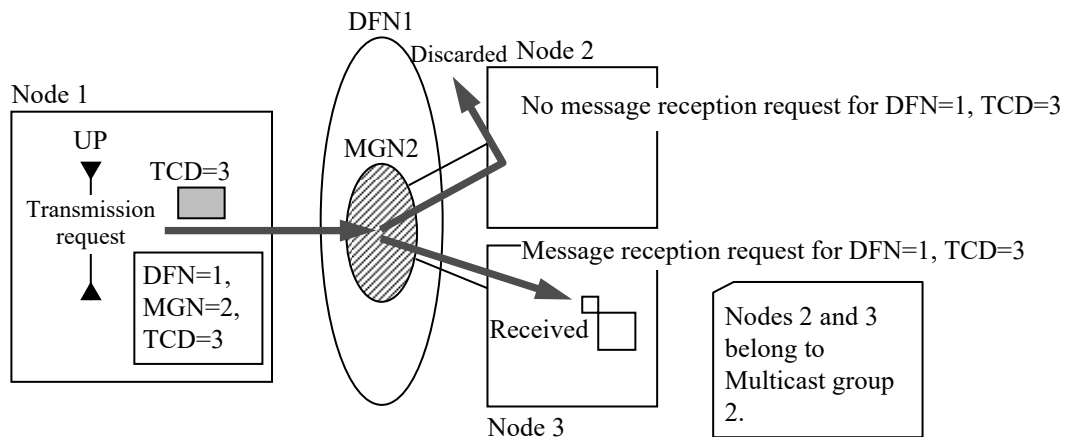 DFN1
Discarded
Node 2
Node 1
No message reception request for DFN=1, TCD=3
UP
MGN2
TCD=3
Transmission
request
Message reception request for DFN=1, TCD=3
DFN=1,
MGN=2,
TCD=3
Received
Nodes 2 and 3
belong to
Multicast group
2.
Node 3